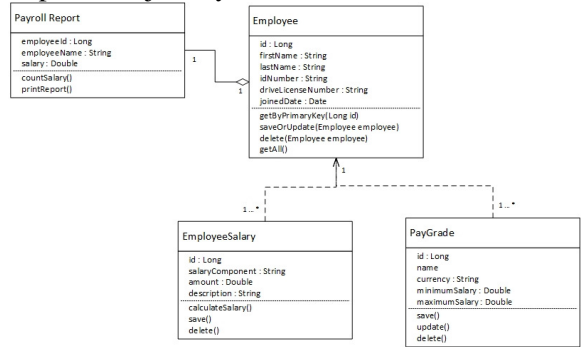 Payroll Report
employeeId : Long
employeeName : String
salary : Double
countSalary()
printReport()
1
1
Employee
id : Long
firstName : String
lastName : String
idNumber : String
driveLicenseNumber : String
joinedDate : Date
getByPrimaryKey(Long id)
saveOrUpdate(Employee employee)
delete(Employee employee)
getAll()
1
1...*
1...*
EmployeeSalary
id : Long
salaryComponent : String
amount : Double
description : String
calculateSalary()
save()
delete()
PayGrade
id : Long
name
currency : String
minimumSalary : Double
maximumSalary : Double
save()
update()
delete()